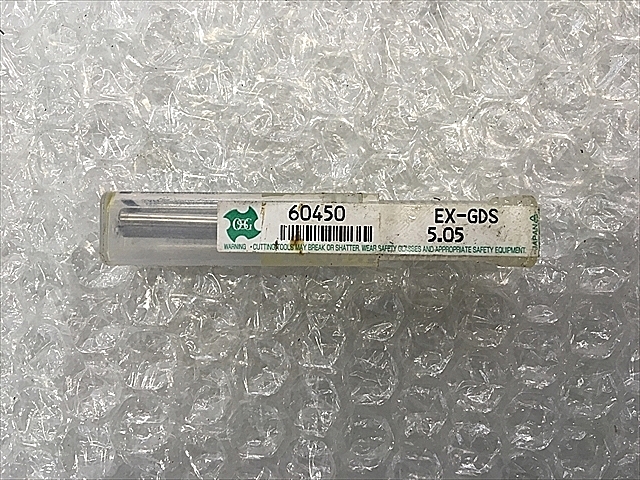 OSG 60450 EX-GDS
5.05
WARNING • CUTTING TOOLS MAY BREAK OR SHATTER. WEAR SAFETY GLASSES AND APPROPRIATE SAFETY EQUIPMENT.
JAPAN